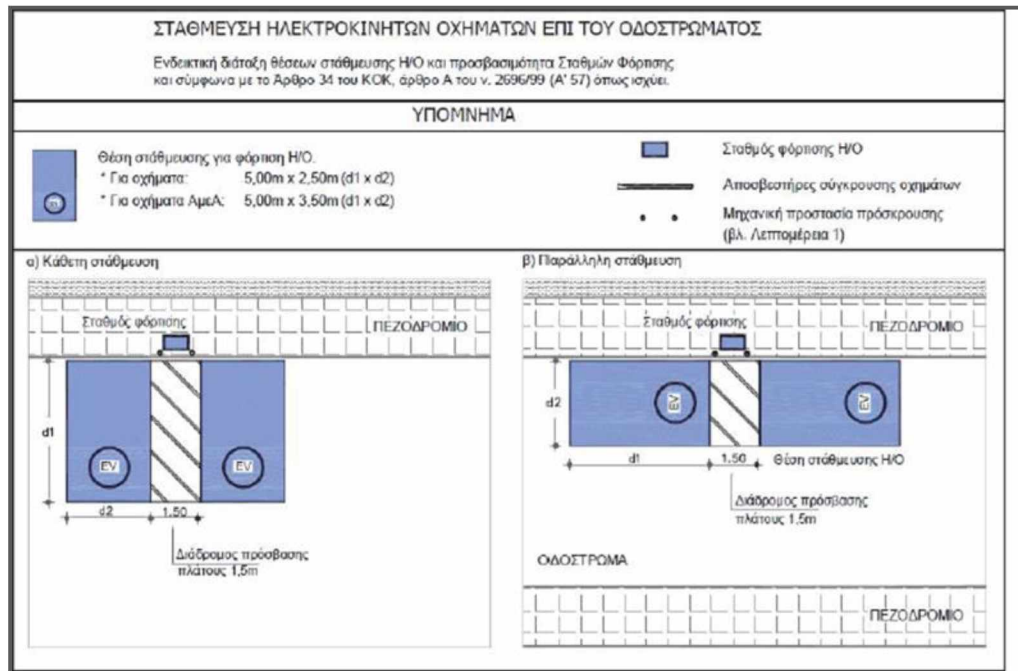 ΣΤΑΘΜΕΥΣΗ ΗΛΕΚΤΡΟΚΙΝΗΤΩΝ ΟΧΗΜΑΤΩΝ ΕΠΙ ΤΟΥ ΟΔΟΣΤΡΩΜΑΤΟΣ
Ενδεικτική διάταξη θέσεων στάθμευσης Η/Ο και προσβασιμότητα Σταθμών Φόρτισης
και σύμφωνα με το Άρθρο 34 του ΚΟΚ, άρθρο Α του ν. 2696/99 (Α' 57) όπως ισχύει.
ΥΠΟΜΝΗΜΑ
Θέση στάθμευσης για φόρτιση Η/Ο.
* Για οχήματα: 5,00m x 2,50m (d1 x d2)
* Για οχήματα ΑμεΑ: 5,00m x 3,50m (d1 x d2)
Σταθμός φόρτισης Η/Ο
Αποσβεστήρες σύγκρουσης οχημάτων
Μηχανική προστασία πρόσκρουσης
(βλ. Λεπτομέρεια 1)
α) Κάθετη στάθμευση
Σταθμός φόρτισης
ΠΕΖΟΔΡΟΜΙΟ
d1
EV
EV
d2
1.50
Διάδρομος πρόσβασης
πλάτους 1,5m
β) Παράλληλη στάθμευση
Σταθμός φόρτισης
ΠΕΖΟΔΡΟΜΙΟ
d2
EV
EV
d1
1.50
Θέση στάθμευσης Η/Ο
Διάδρομος πρόσβασης
πλάτους 1,5m
ΟΔΟΣΤΡΩΜΑ
ΠΕΖΟΔΡΟΜΙΟ